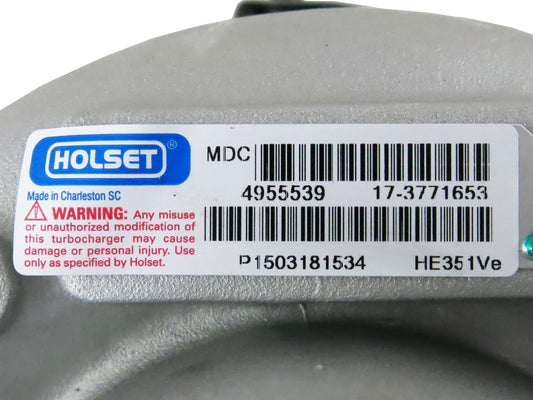 HOLSET ®
MDC
Made in Charleston SC
4955539 17-3771653
WARNING: Any misuse
or unauthorized modification of
this turbocharger may cause
damage or personal injury. Use
only as specified by Holset.
P1503181534 HE351Ve